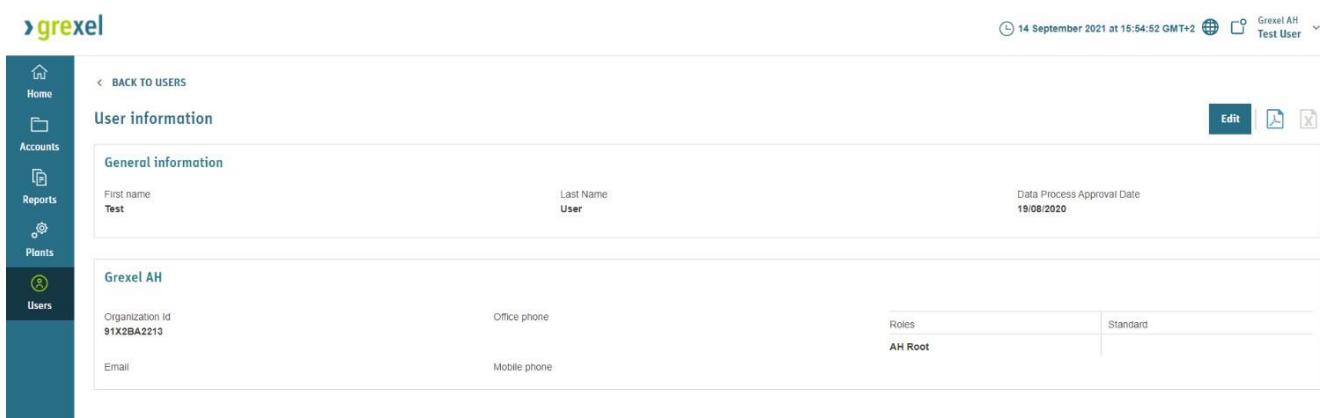 grexel
14 September 2021 at 15:54:52 GMT+2
Grexel AH
Test User
Home
Accounts
Reports
Plants
Users
< BACK TO USERS
User information
Edit
General information
First name
Test
Last Name
User
Data Process Approval Date
19/08/2020
Grexel AH
Organization Id
91X2BA2213
Office phone
Email
Mobile phone
Roles
Standard
AH Root